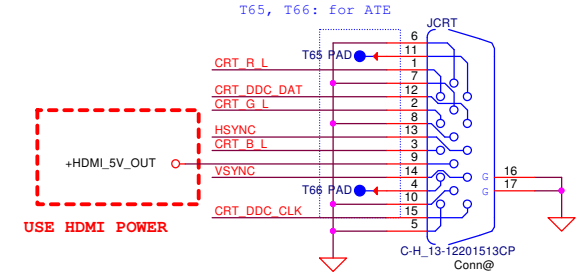 T65, T66: for ATE
JCRT
6
T65 PAD
11
CRT_R_L
1
7
CRT_DDC_DAT
12
CRT_G_L
2
8
HSYNC
13
CRT_B_L
3
+HDMI_5V_OUT
9
VSYNC
14
G
16
T66 PAD
4
G
17
10
CRT_DDC_CLK
15
5
USE HDMI POWER
C-H_13-12201513CP
Conn@